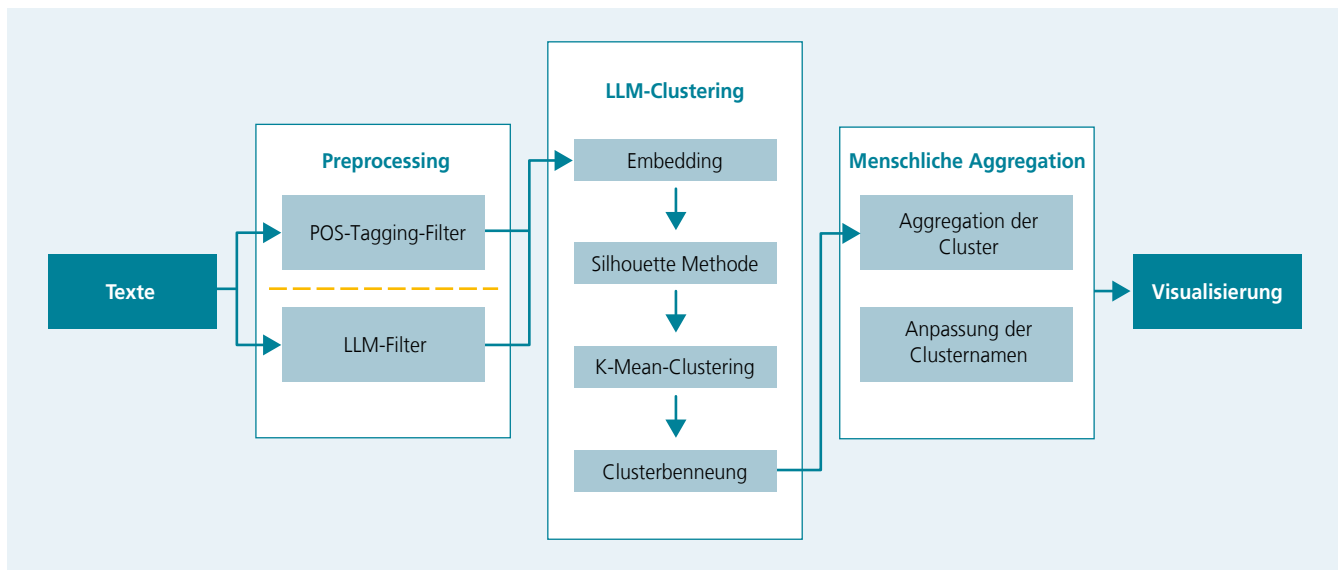 Texte
Preprocessing
POS-Tagging-Filter
LLM-Filter
LLM-Clustering
Embedding
Silhouette Methode
K-Mean-Clustering
Clusterbenneung
Menschliche Aggregation
Aggregation der
Cluster
Anpassung der
Clusternamen
Visualisierung